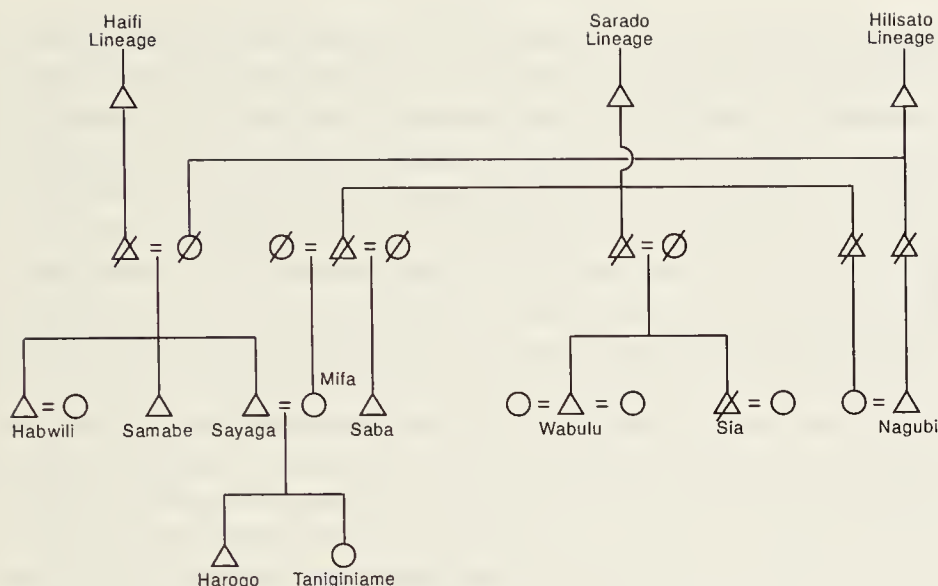 Haifi
Lineage
Sarado
Lineage
Hilisato
Lineage
Mifa
Habwili
Samabe
Sayaga
Saba
Wabulu
Sia
Nagubi
Harogo
Taniginiame